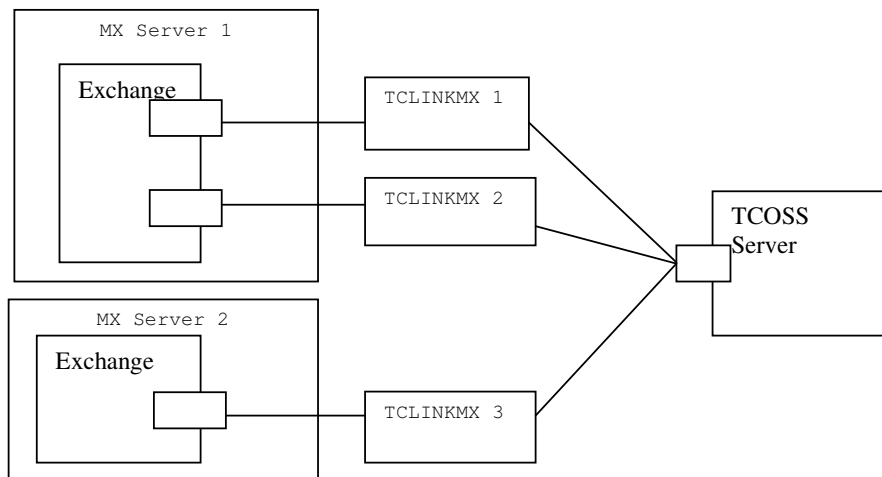 MX Server 1
Exchange
TCLINKMX 1
TCLINKMX 2
TCOSS
Server
MX Server 2
Exchange
TCLINKMX 3